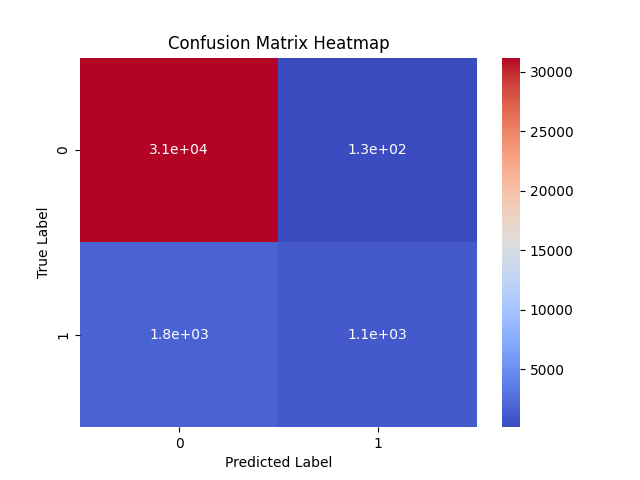 Confusion Matrix Heatmap
True Label
0
3.1e+04
1.3e+02
1
1.8e+03
1.1e+03
0
1
Predicted Label
30000
25000
20000
15000
10000
5000